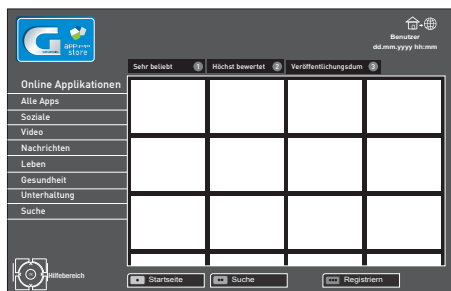 G
app
store
Benutzer
dd.mm.yyyy hh:mm
Sehr beliebt 1 Höchst bewertet 2 Veröffentlichungsdum 3
Online Applikationen
Alle Apps
Soziale
Video
Nachrichten
Leben
Gesundheit
Unterhaltung
Suche
Hilfebereich
Startseite
Suche
Registriern